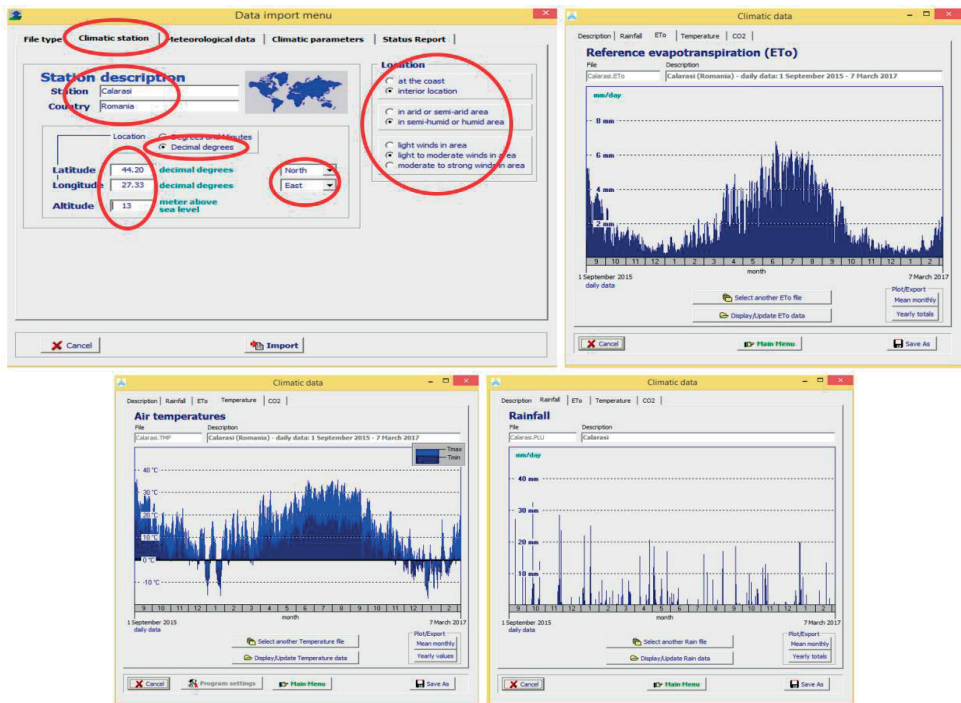 Data import menu
File type Climatic station Meteorological data Climatic parameters Status Report
Station description
Station Calarasi
Country Romania
Location Degrees and Minutes
Decimal degrees
Latitude 44.20 decimal degrees North
Longitude 27.33 decimal degrees East
Altitude 13 meter above
sea level
Location
at the coast
interior location
in arid or semi-arid area
in semi-humid or humid area
light winds in area
light to moderate winds in area
moderate to strong winds in area
Cancel Import
Climatic data
Description Rainfall ETo Temperature CO2
Reference evapotranspiration (ETo)
File Description
Calarasi.ETo Calarasi (Romania) - daily data: 1 September 2015 - 7 March 2017
mm/day
8 mm
6 mm
4 mm
2 mm
9 10 11 12 1 2 3 4 5 6 7 8 9 10 11 12 1 2
month
1 September 2015 7 March 2017
daily data
Plot/Export
Select another ETo file Mean monthly
Display/Update ETo data Yearly totals
Cancel Main Menu Save As
Climatic data
Description Rainfall ETo Temperature CO2
Air temperatures
File Description
Calarasi.TMP Calarasi (Romania) - daily data: 1 September 2015 - 7 March 2017
Tmax
Tmin
40 °C
30 °C
20 °C
10 °C
0 °C
-10 °C
9 10 11 12 1 2 3 4 5 6 7 8 9 10 11 12 1 2
month
1 September 2015 7 March 2017
daily data
Plot/Export
Select another Temperature file Mean monthly
Display/Update Temperature data Yearly values
Cancel Program settings Main Menu Save As
Climatic data
Description Rainfall ETo Temperature CO2
Rainfall
File Description
Calarasi.PLU Calarasi
mm/day
40 mm
30 mm
20 mm
10 mm
9 10 11 12 1 2 3 4 5 6 7 8 9 10 11 12 1 2
month
1 September 2015 7 March 2017
daily data
Plot/Export
Select another Rain file Mean monthly
Display/Update Rain data Yearly totals
Cancel Main Menu Save As